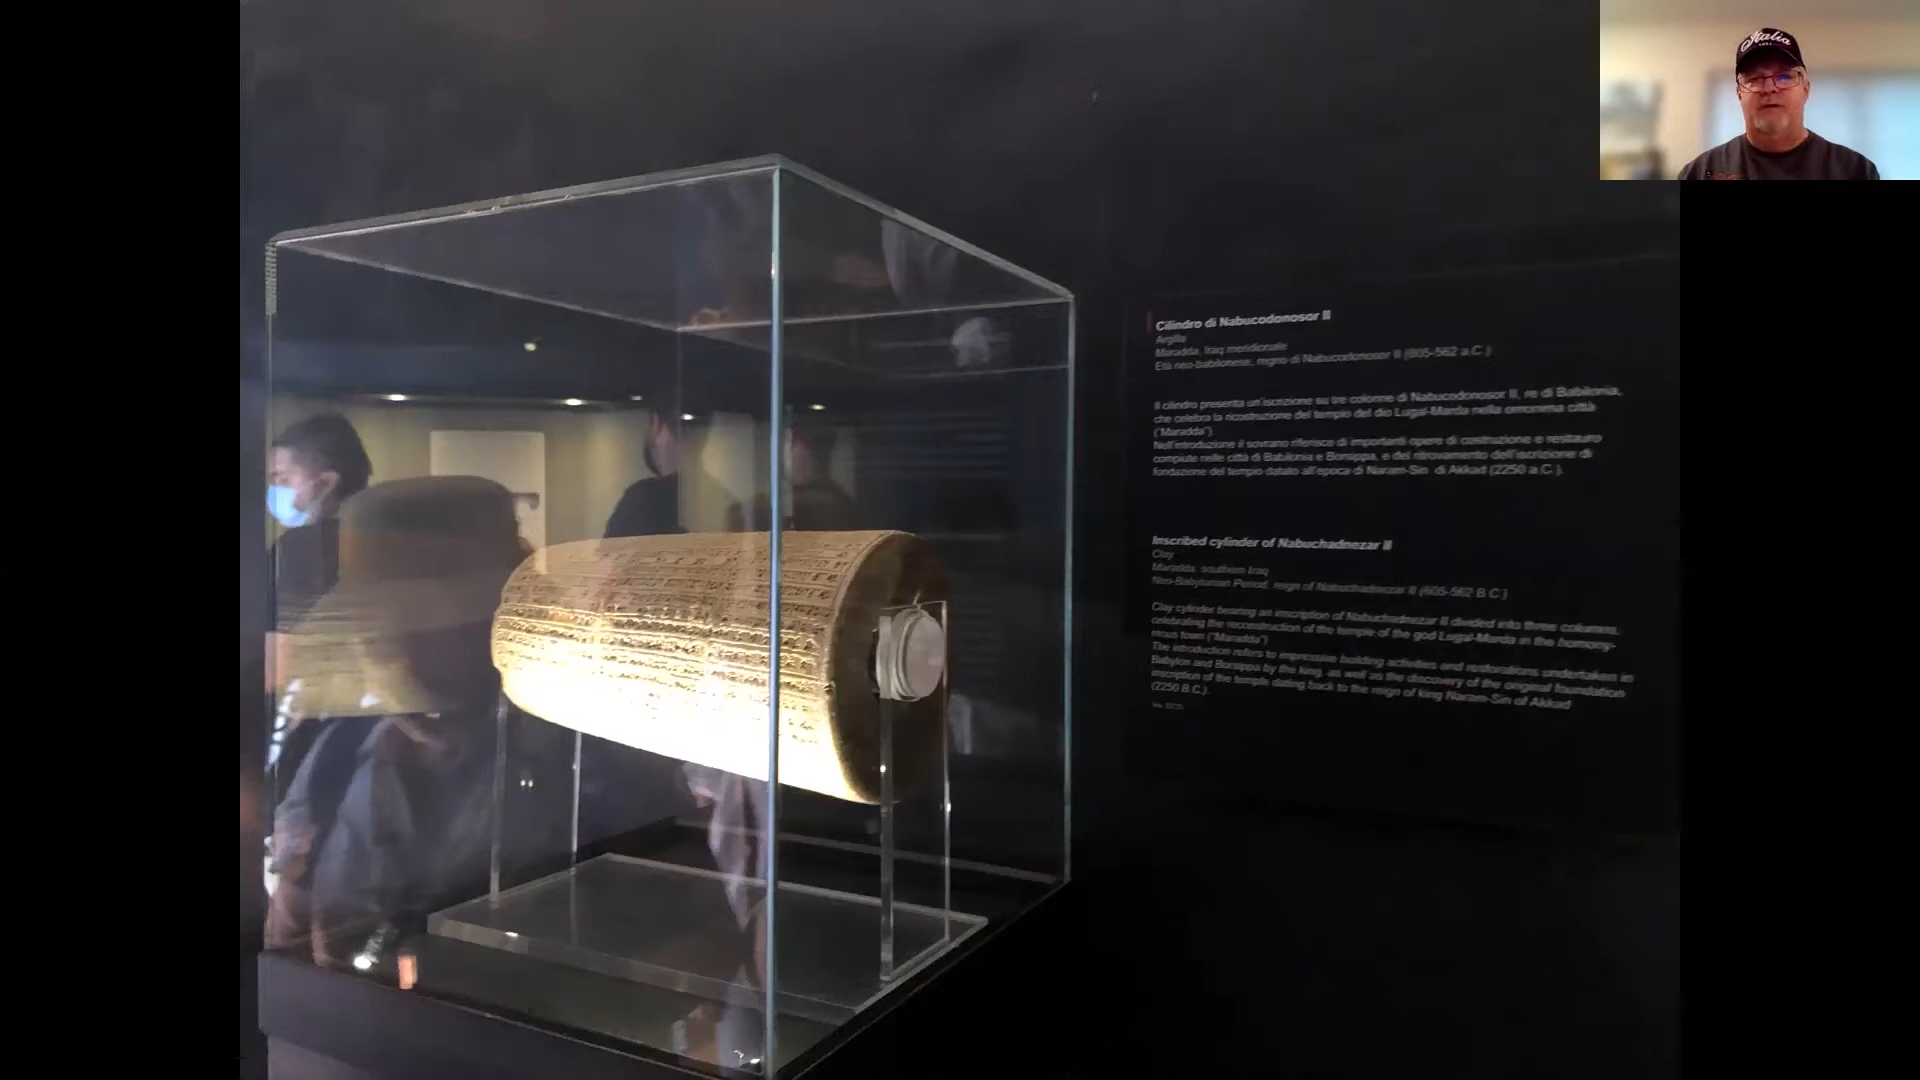 Italia
Cilindro di Nabucodonosor II
Argilla
Maradda, Iraq meridionale
Età neo-babilonese, regno di Nabucodonosor II (605-562 a.C.)
Il cilindro presenta un'iscrizione su tre colonne di Nabucodonosor II, re di Babilonia,
che celebra la ricostruzione del tempio del dio Lugal-Marda nella omonima città
("Maradda").
Nell'introduzione il sovrano riferisce di importanti opere di costruzione e restauro
compiute nelle città di Babilonia e Borsippa, e del ritrovamento dell'iscrizione di
fondazione del tempio datato all'epoca di Naram-Sin di Akkad (2250 a.C.).
Inscribed cylinder of Nabuchadnezar II
Clay
Maradda, southern Iraq
Neo-Babylonian Period, reign of Nabuchadnezar II (605-562 B.C.)
Clay cylinder bearing an inscription of Nabuchadnezar II divided into three columns,
celebrating the reconstruction of the temple of the god Lugal-Marda in the homony-
mous town ("Maradda")
The introduction refers to impressive building activities and restorations undertaken in
Babylon and Borsippa by the king, as well as the discovery of the original foundation
inscription of the temple dating back to the reign of king Naram-Sin of Akkad
(2250 B.C.).